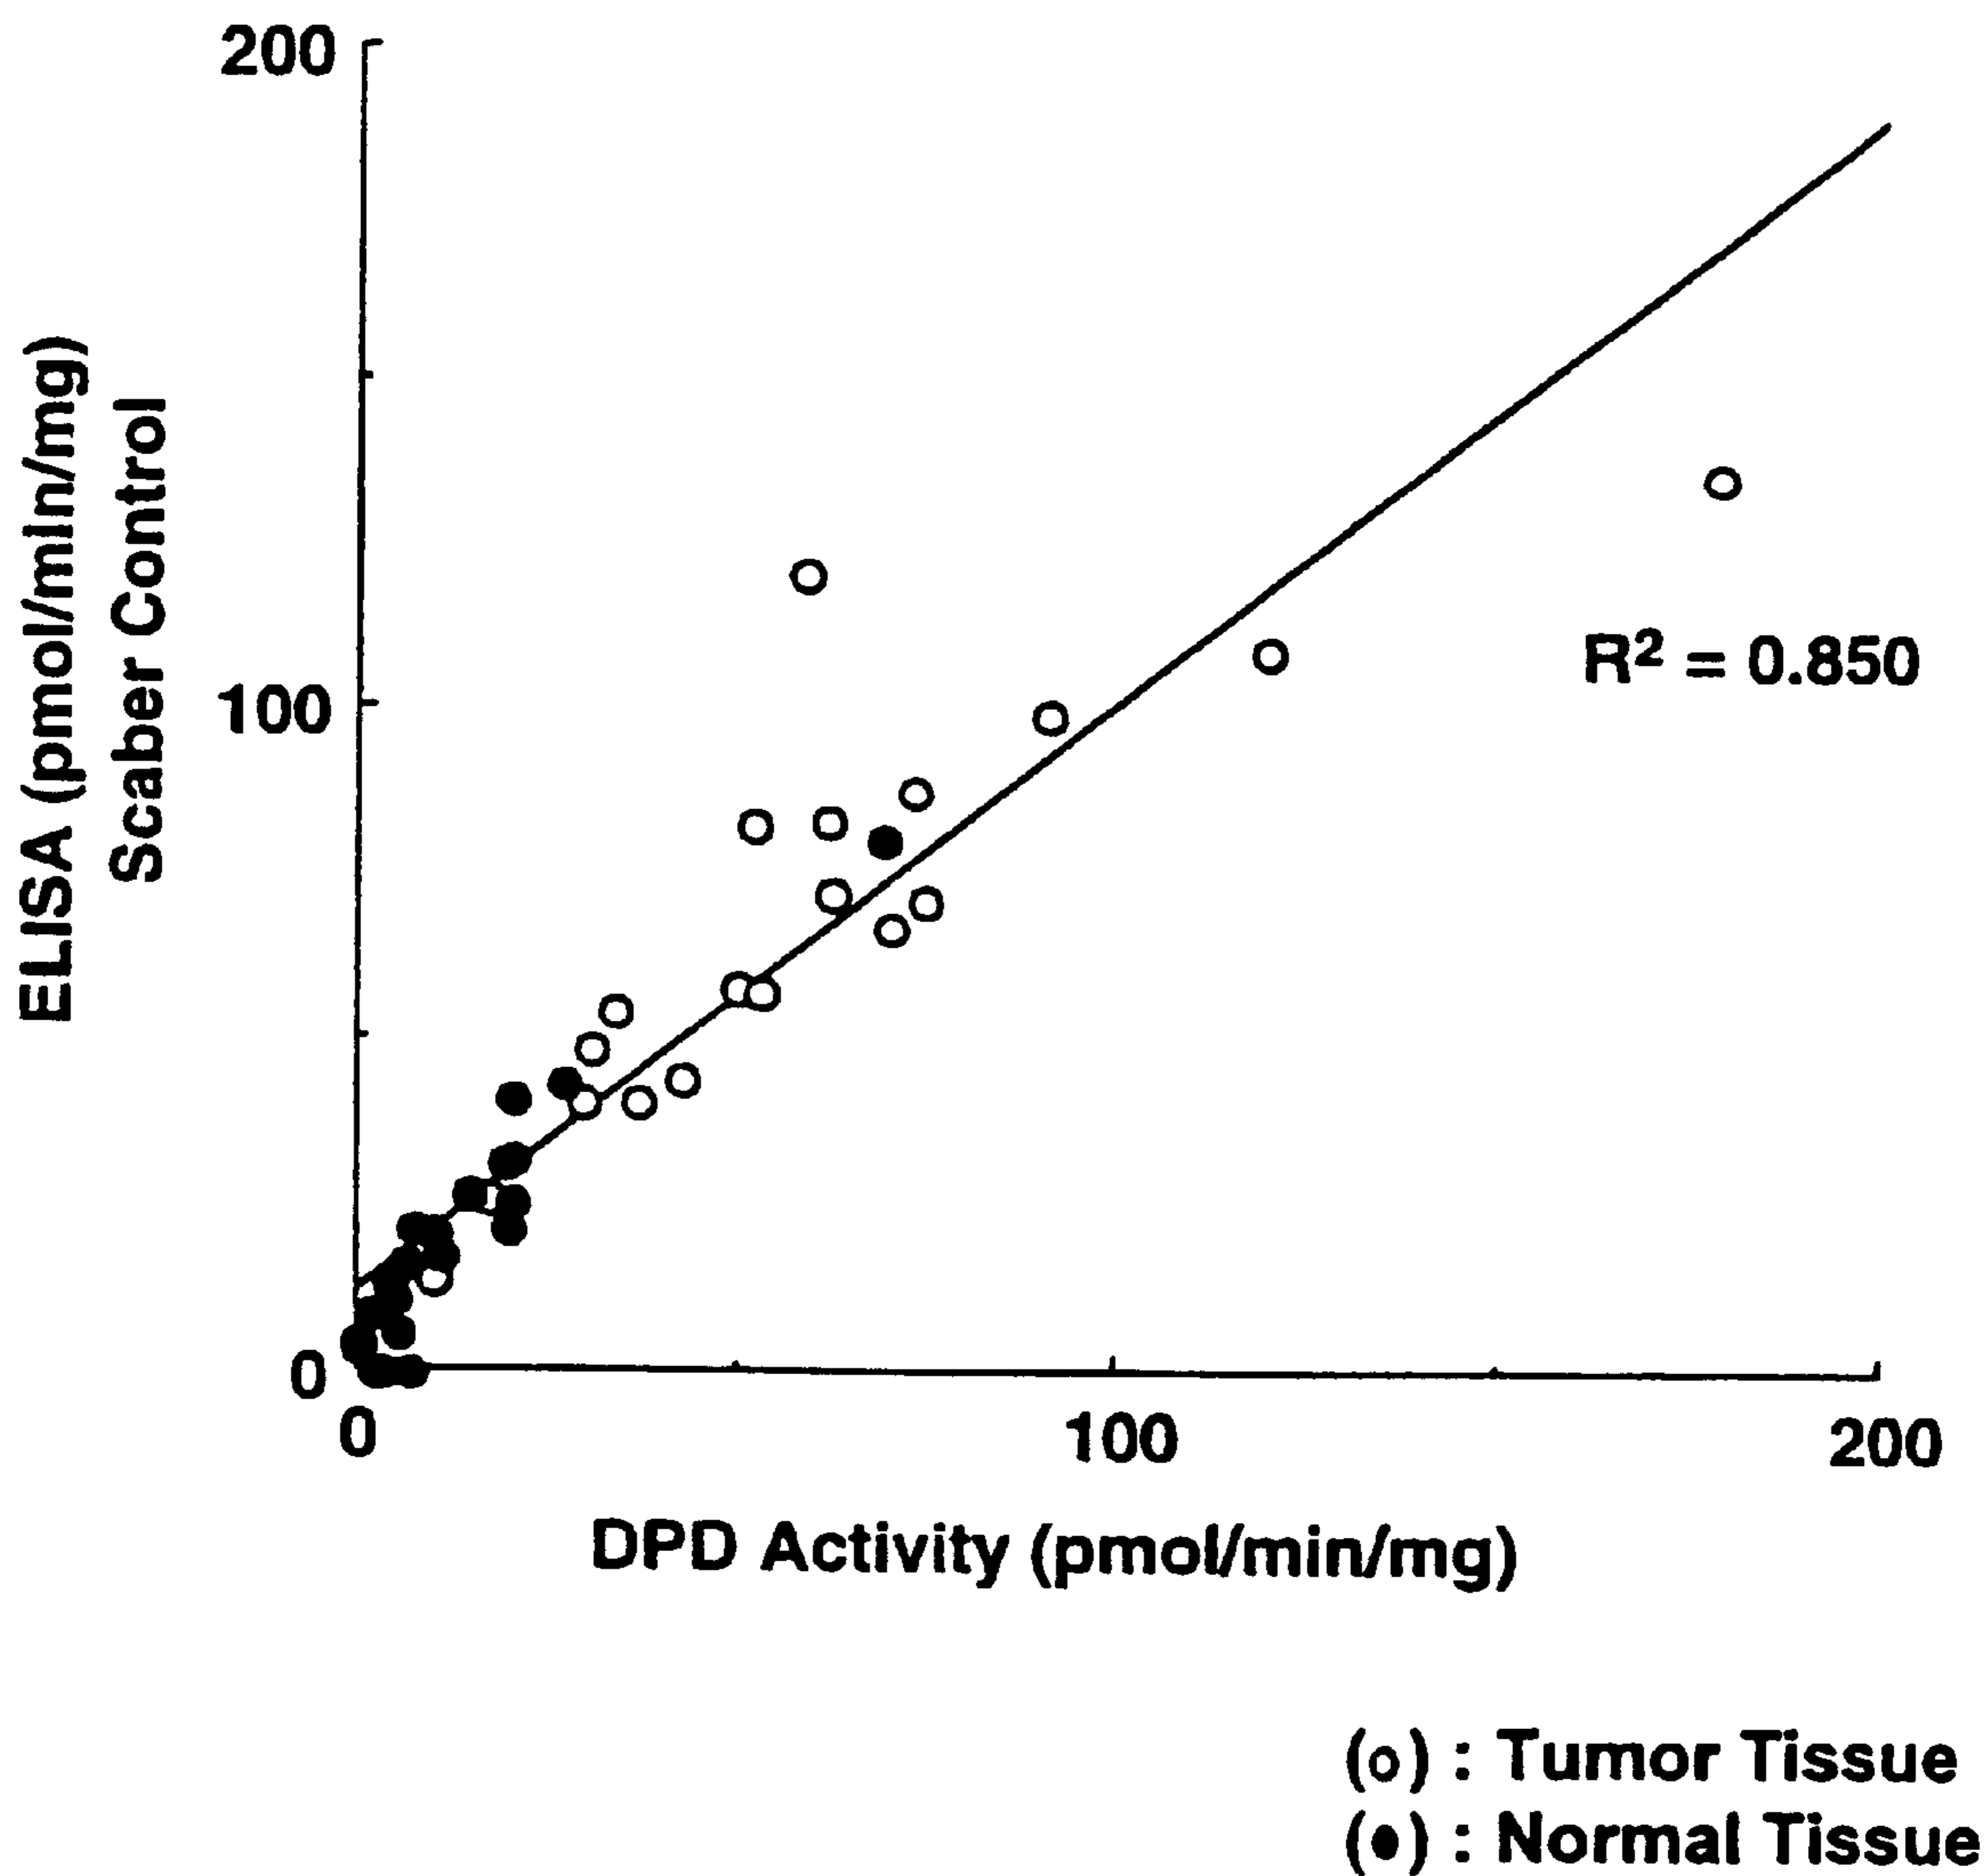 200
100
0
ELISA (pmol/min/mg)
Scaber Control
R² = 0.850
0
100
200
DPD Activity (pmol/min/mg)
(o) : Tumor Tissue
(●) : Normal Tissue